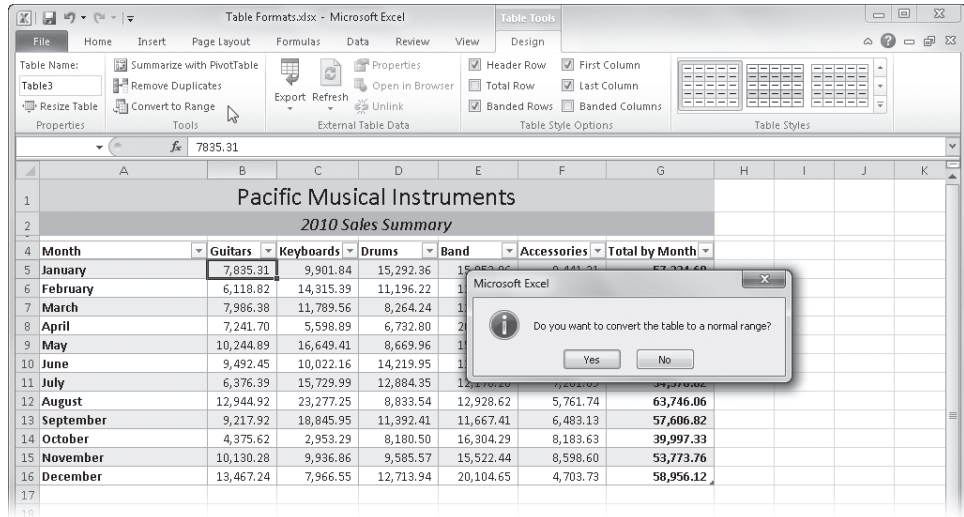 Table Formats.xlsx - Microsoft Excel
Table Tools
File Home Insert Page Layout Formulas Data Review View Design
Table Name:
Table3
Resize Table
Properties
Summarize with PivotTable
Remove Duplicates
Convert to Range
Tools
Export Refresh
Properties
Open in Browser
Unlink
External Table Data
Header Row First Column
Total Row Last Column
Banded Rows Banded Columns
Table Style Options
Table Styles
fx 7835.31
A B C D E F G H I J K
1 Pacific Musical Instruments
2 2010 Sales Summary
4 Month Guitars Keyboards Drums Band Accessories Total by Month
5 January 7,835.31 9,901.84 15,292.36
6 February 6,118.82 14,315.39 11,196.22
7 March 7,986.38 11,789.56 8,264.24
8 April 7,241.70 5,598.89 6,732.80
9 May 10,244.89 16,649.41 8,669.96
10 June 9,492.45 10,022.16 14,219.95
11 July 6,376.39 15,729.99 12,884.35
12 August 12,944.92 23,277.25 8,833.54 12,928.62 5,761.74 63,746.06
13 September 9,217.92 18,845.95 11,392.41 11,667.41 6,483.13 57,606.82
14 October 4,375.62 2,953.29 8,180.50 16,304.29 8,183.63 39,997.33
15 November 10,130.28 9,936.86 9,585.57 15,522.44 8,598.60 53,773.76
16 December 13,467.24 7,966.55 12,713.94 20,104.65 4,703.73 58,956.12
17
18
Microsoft Excel
Do you want to convert the table to a normal range?
Yes No